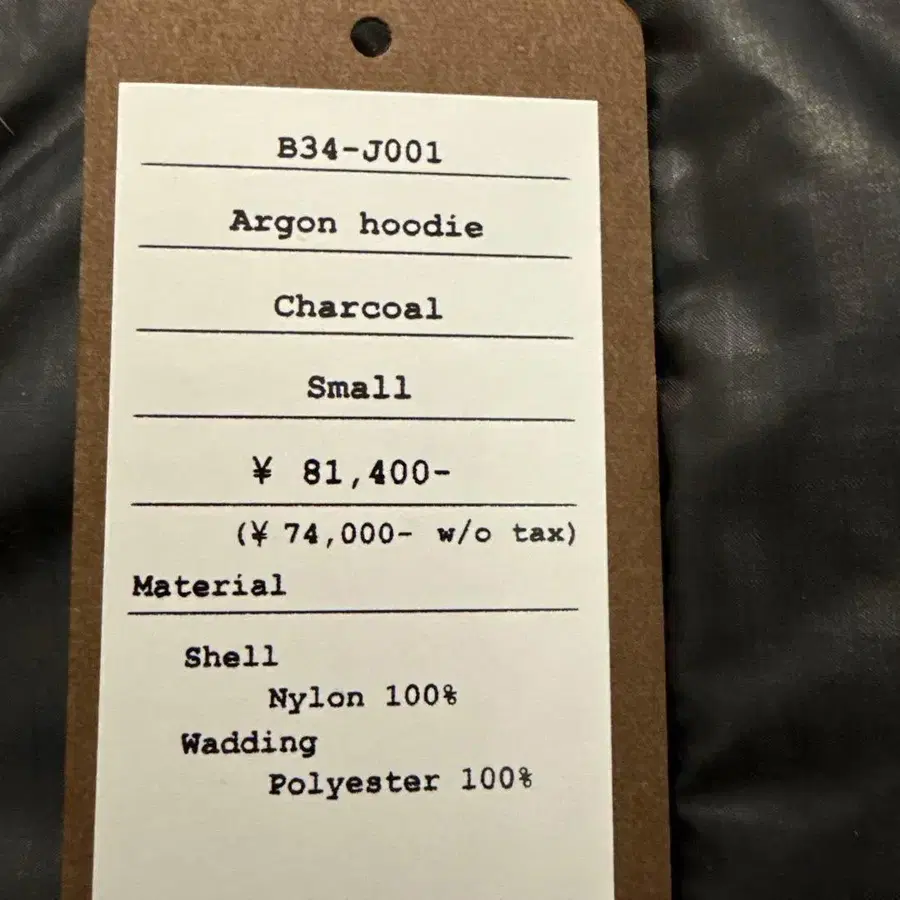 B34-J001
Argon hoodie
Charcoal
Small
¥ 81,400-
(¥ 74,000- w/o tax)
Material
Shell
Nylon 100%
Wadding
Polyester 100%